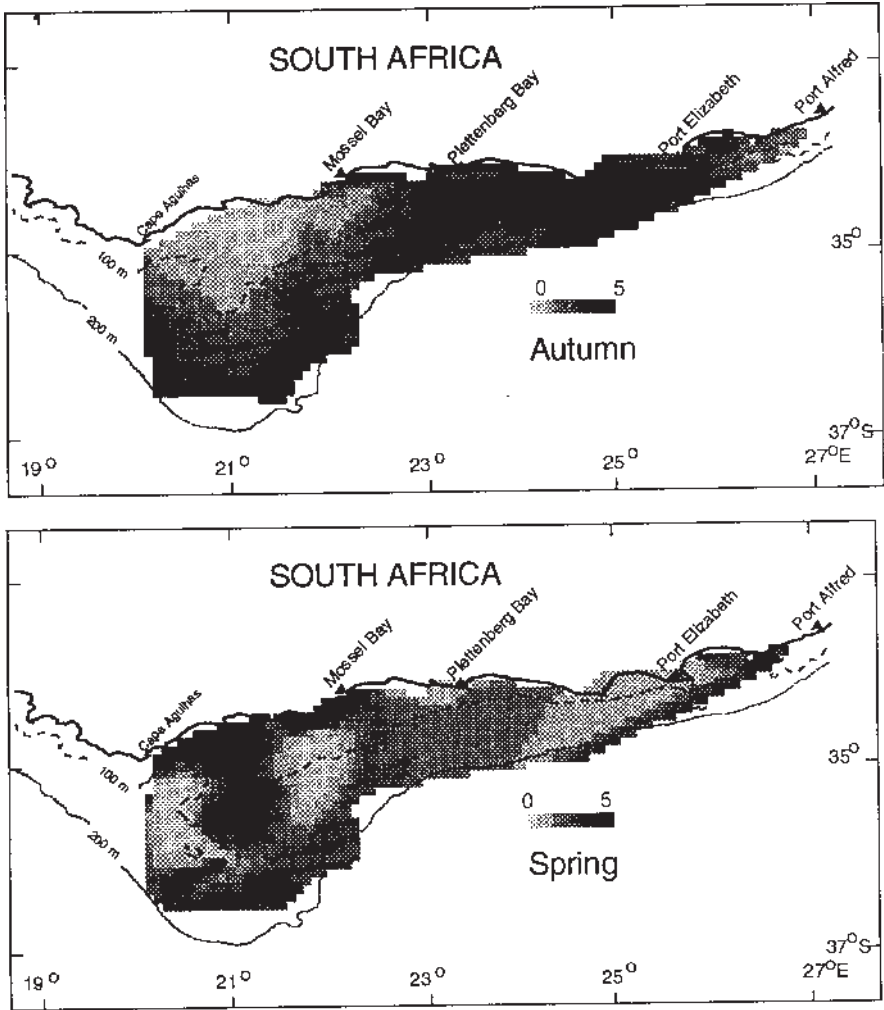 SOUTH AFRICA
Port Alfred
Port Elizabeth
Plettenberg Bay
Mossel Bay
Cape Agulhas
100 m
200 m
35°
0 5
Autumn
37°S
19° 21° 23° 25° 27°E
SOUTH AFRICA
Port Alfred
Port Elizabeth
Plettenberg Bay
Mossel Bay
Cape Agulhas
100 m
200 m
35°
0 5
Spring
37°S
19° 21° 23° 25° 27°E